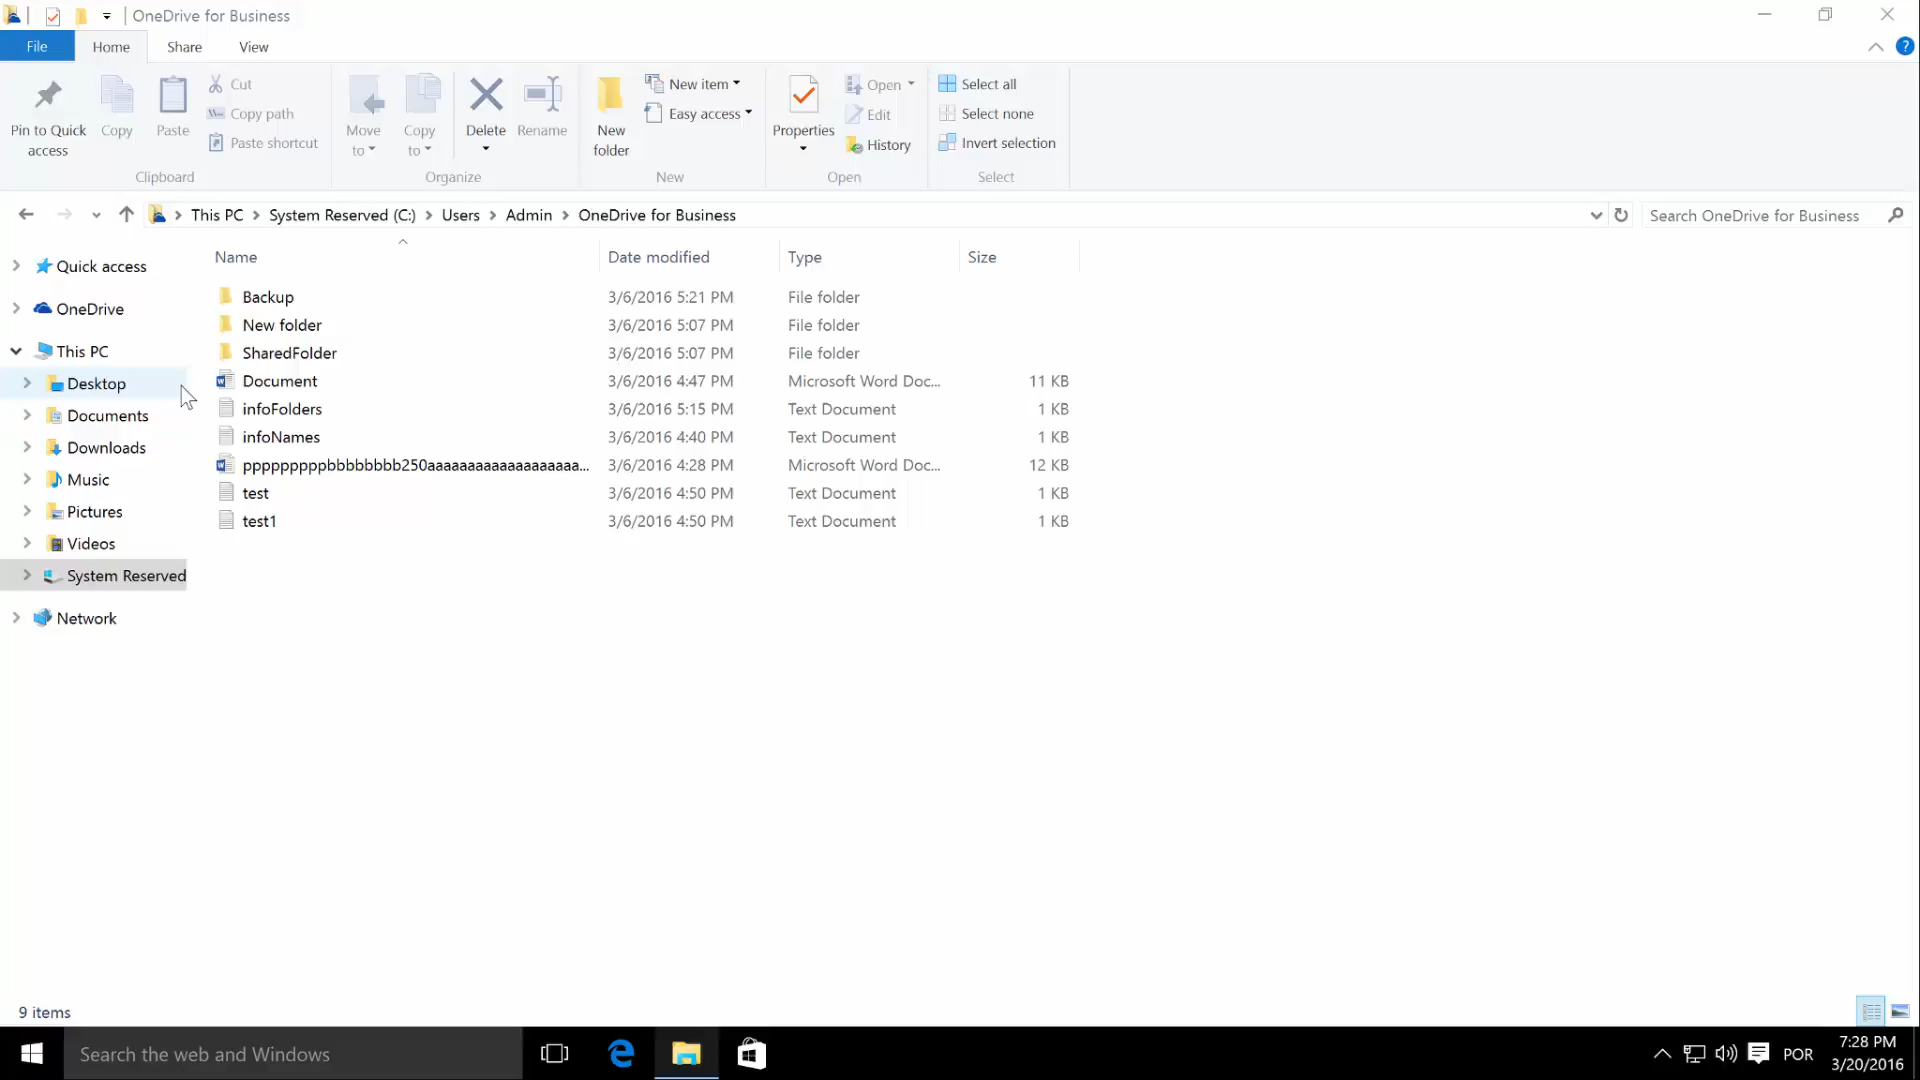 OneDrive for Business
File Home Share View
Pin to Quick access
Copy
Paste
Cut
Copy path
Paste shortcut
Clipboard
Move to
Copy to
Delete
Rename
Organize
New folder
New item
Easy access
New
Properties
Open
Edit
History
Open
Select all
Select none
Invert selection
Select
This PC System Reserved (C:) Users Admin OneDrive for Business
Search OneDrive for Business
Quick access
OneDrive
This PC
Desktop
Documents
Downloads
Music
Pictures
Videos
System Reserved
Network
Name Date modified Type Size
Backup 3/6/2016 5:21 PM File folder
New folder 3/6/2016 5:07 PM File folder
SharedFolder 3/6/2016 5:07 PM File folder
Document 3/6/2016 4:47 PM Microsoft Word Doc... 11 KB
infoFolders 3/6/2016 5:15 PM Text Document 1 KB
infoNames 3/6/2016 4:40 PM Text Document 1 KB
ppppppppppbbbbbbbbb250aaaaaaaaaaaaaaaaaaa... 3/6/2016 4:28 PM Microsoft Word Doc... 12 KB
test 3/6/2016 4:50 PM Text Document 1 KB
test1 3/6/2016 4:50 PM Text Document 1 KB
9 items
Search the web and Windows
POR
7:28 PM
3/20/2016